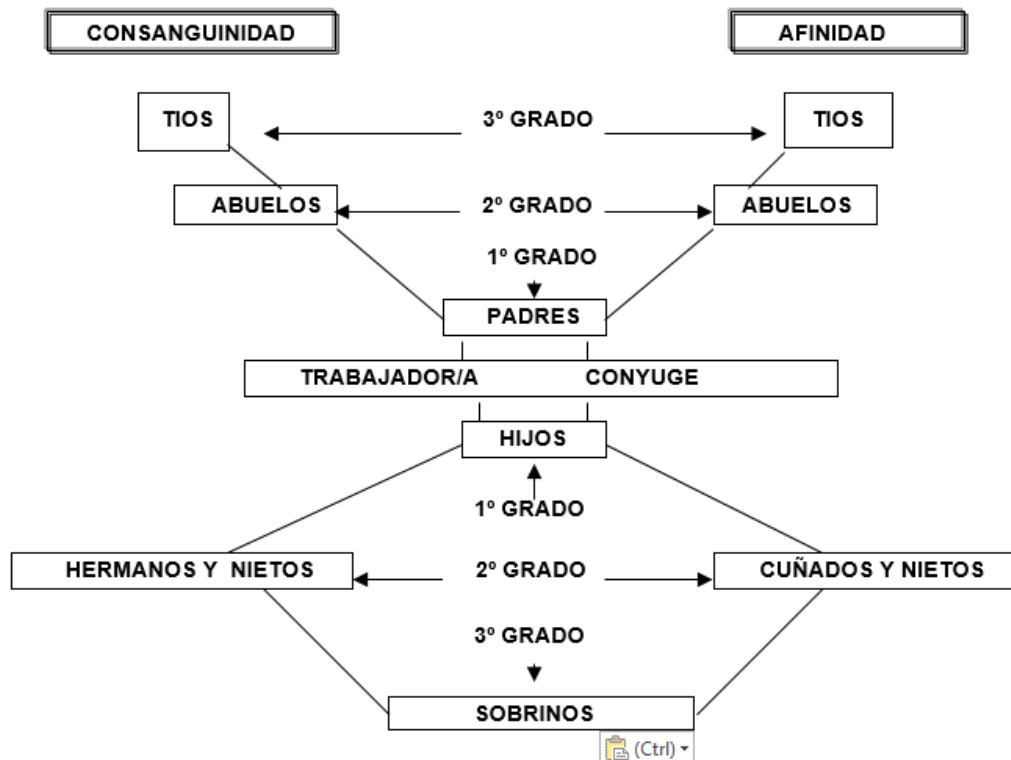 CONSANGUINIDAD AFINIDAD
TIOS 3º GRADO TIOS
ABUELOS 2º GRADO ABUELOS
1º GRADO
PADRES
TRABAJADOR/A CONYUGE
HIJOS
1º GRADO
HERMANOS Y NIETOS 2º GRADO CUÑADOS Y NIETOS
3º GRADO
SOBRINOS
(Ctrl)